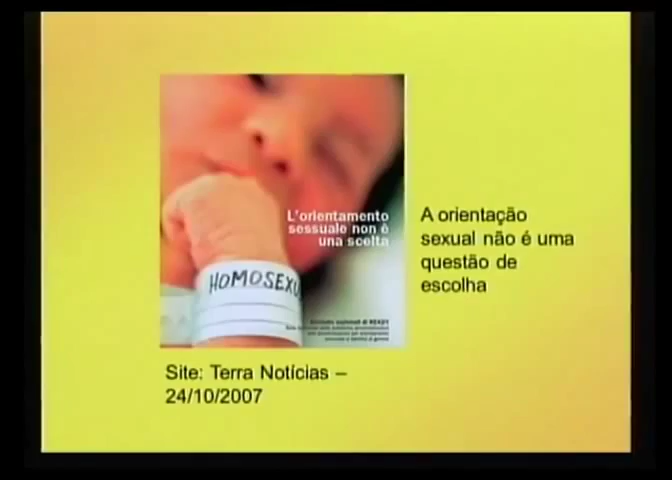 L'orientamento
sessuale non è
una scelta
HOMOSEXU
A orientação
sexual não é uma
questão de
escolha
Site: Terra Notícias –
24/10/2007